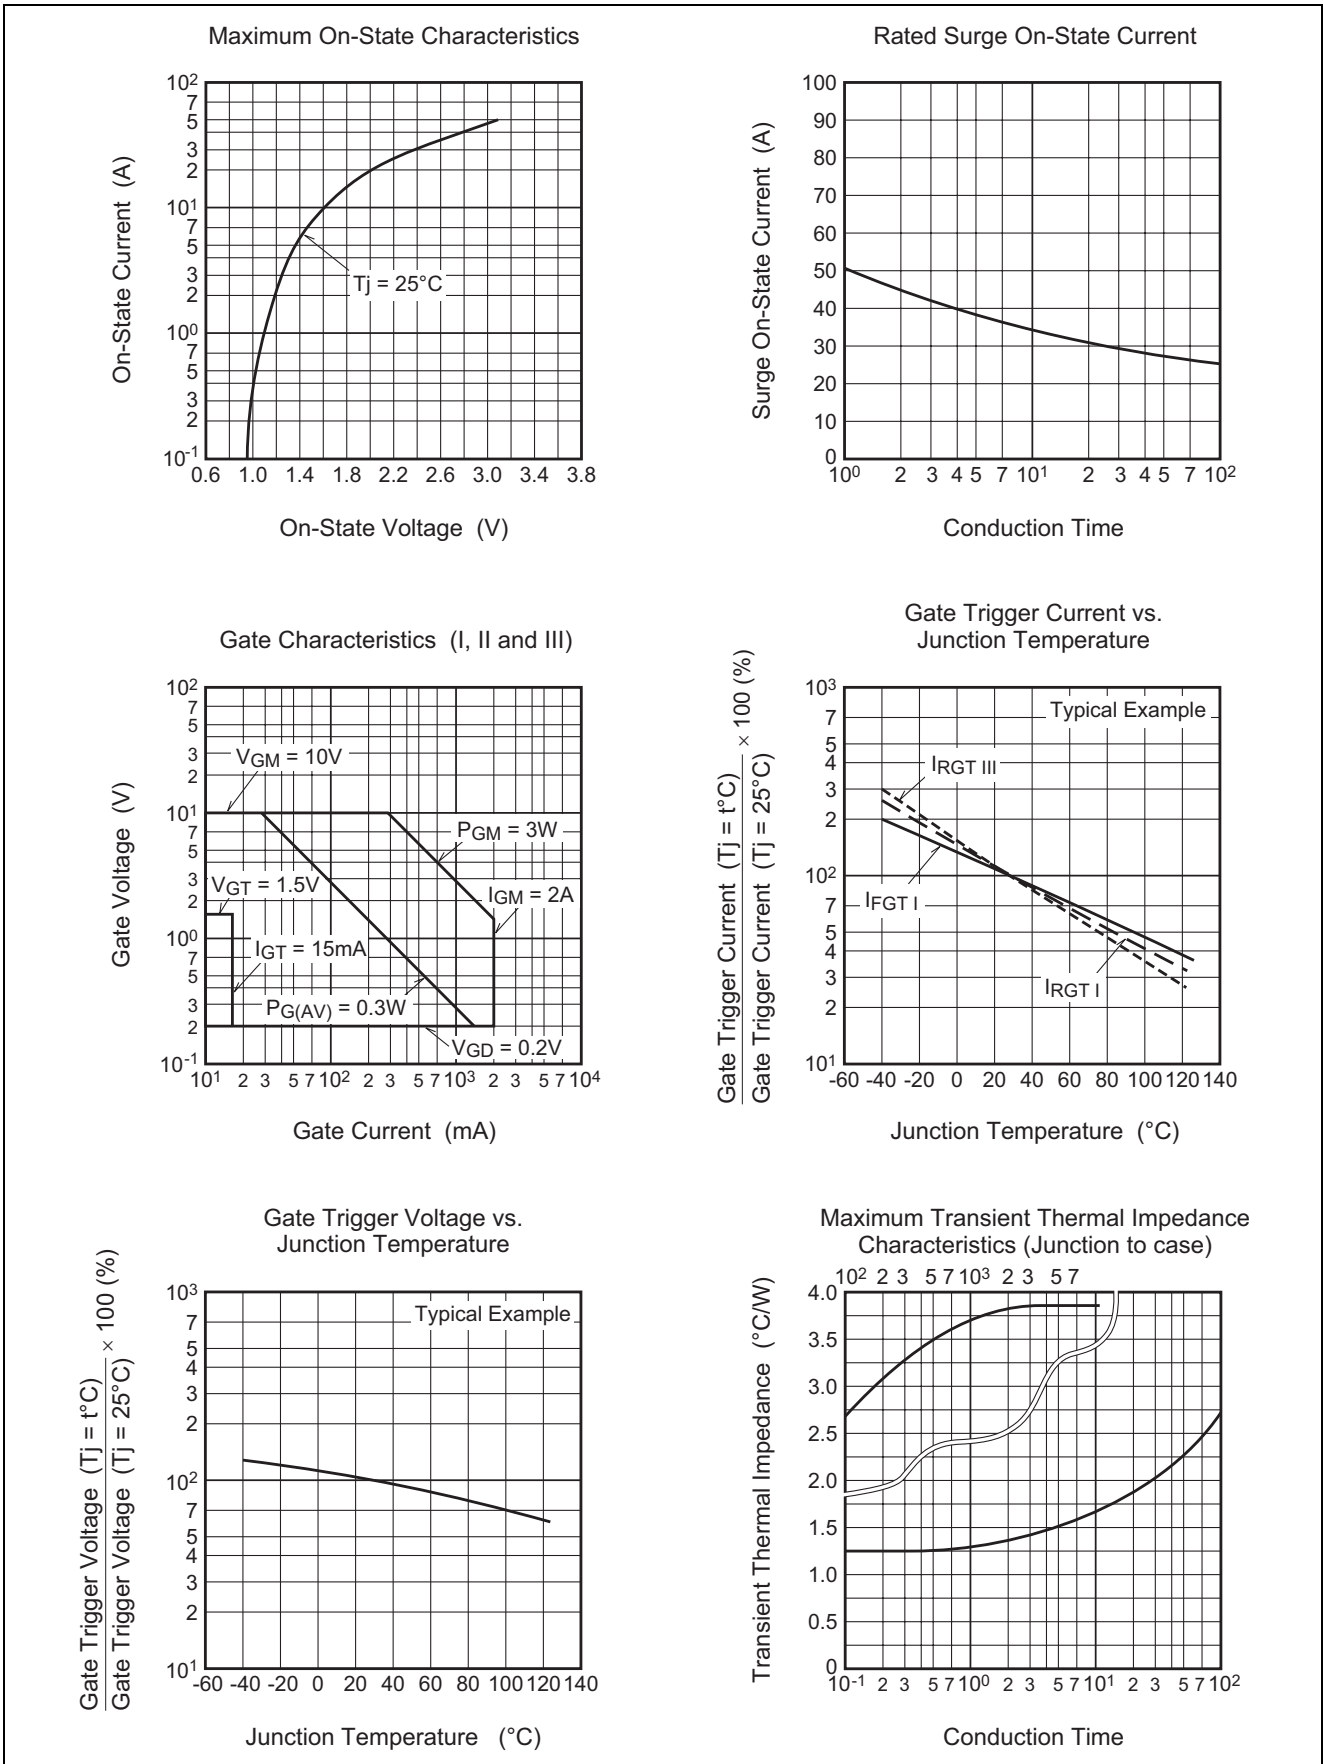 Maximum On-State Characteristics
On-State Current (A)
10²
7
5
3
2
10¹
7
5
3
2
10⁰
7
5
3
2
10⁻¹
Tj = 25°C
0.6 1.0 1.4 1.8 2.2 2.6 3.0 3.4 3.8
On-State Voltage (V)
Rated Surge On-State Current
Surge On-State Current (A)
100
90
80
70
60
50
40
30
20
10
0
10⁰ 2 3 4 5 7 10¹ 2 3 4 5 7 10²
Conduction Time
Gate Characteristics (I, II and III)
Gate Voltage (V)
10²
7
5
3
2
10¹
7
5
3
2
10⁰
7
5
3
2
10⁻¹
VGM = 10V
PGM = 3W
VGT = 1.5V
IGM = 2A
IGT = 15mA
PG(AV) = 0.3W
VGD = 0.2V
10¹ 2 3 5 7 10² 2 3 5 7 10³ 2 3 5 7 10⁴
Gate Current (mA)
Gate Trigger Current vs.
Junction Temperature
Gate Trigger Current (Tj = t°C)
Gate Trigger Current (Tj = 25°C)
× 100 (%)
10³
7
5
4
3
2
10²
7
5
4
3
2
10¹
Typical Example
IRGT III
IFGT I
IRGT I
-60 -40 -20 0 20 40 60 80 100 120 140
Junction Temperature (°C)
Gate Trigger Voltage vs.
Junction Temperature
Gate Trigger Voltage (Tj = t°C)
Gate Trigger Voltage (Tj = 25°C)
× 100 (%)
10³
7
5
4
3
2
10²
7
5
4
3
2
10¹
Typical Example
-60 -40 -20 0 20 40 60 80 100 120 140
Junction Temperature (°C)
Maximum Transient Thermal Impedance
Characteristics (Junction to case)
Transient Thermal Impedance (°C/W)
10² 2 3 5 7 10³ 2 3 5 7
4.0
3.5
3.0
2.5
2.0
1.5
1.0
0.5
0
10⁻¹ 2 3 5 7 10⁰ 2 3 5 7 10¹ 2 3 5 7 10²
Conduction Time